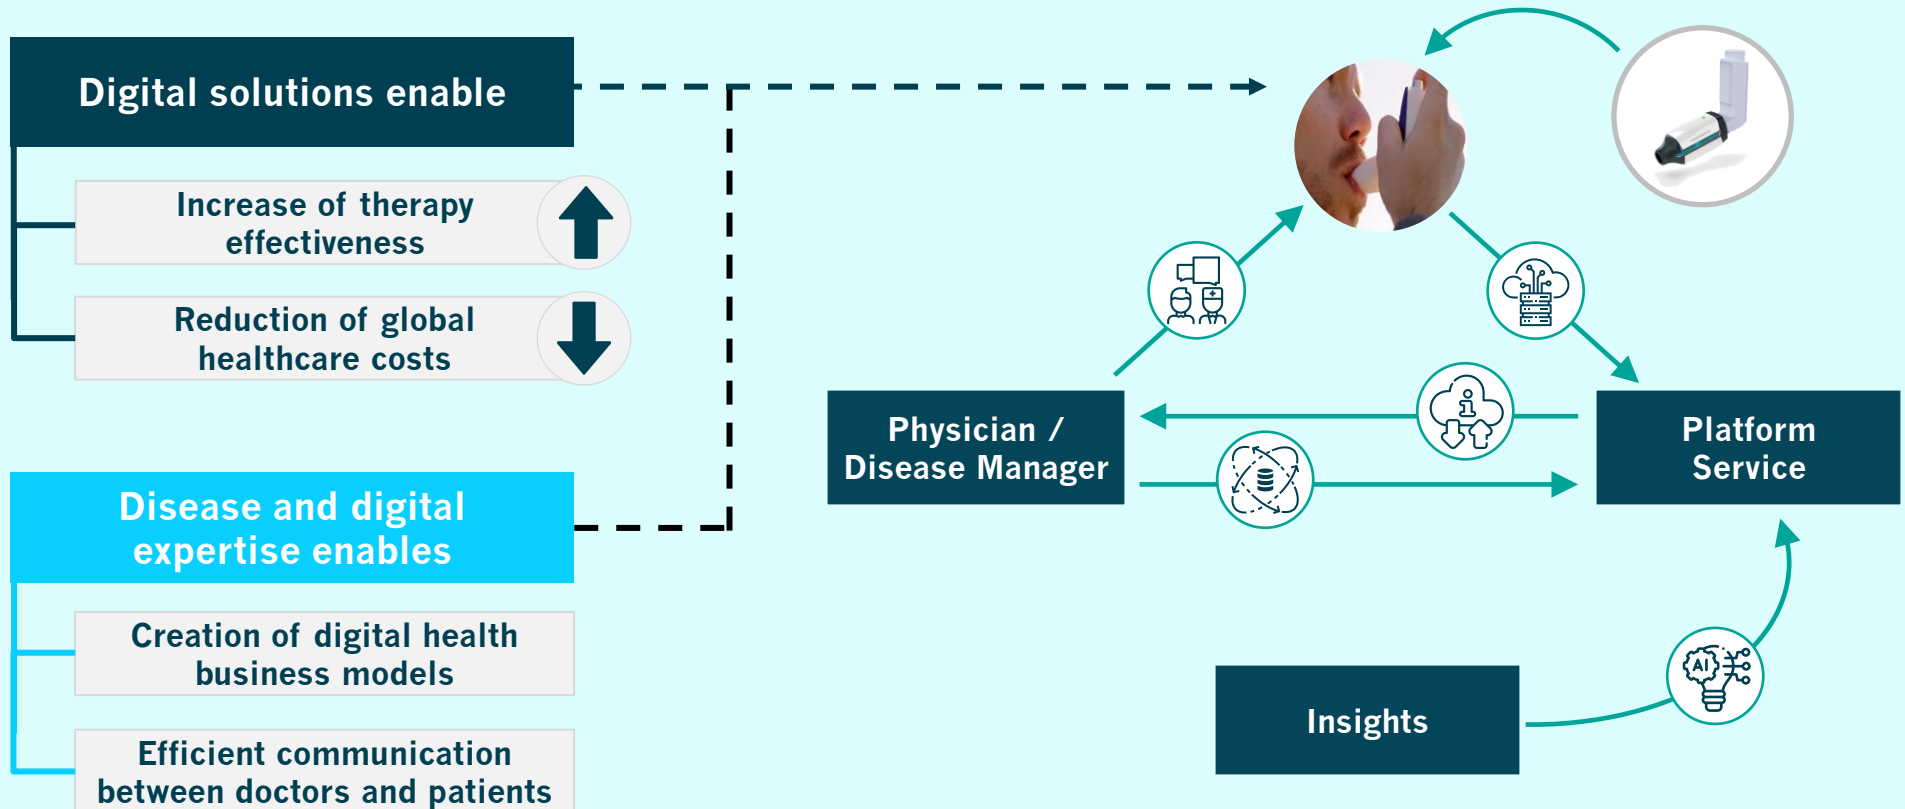 Digital solutions enable
Increase of therapy
effectiveness
Reduction of global
healthcare costs
Disease and digital
expertise enables
Creation of digital health
business models
Efficient communication
between doctors and patients
Physician /
Disease Manager
i
Platform
Service
Insights
AI